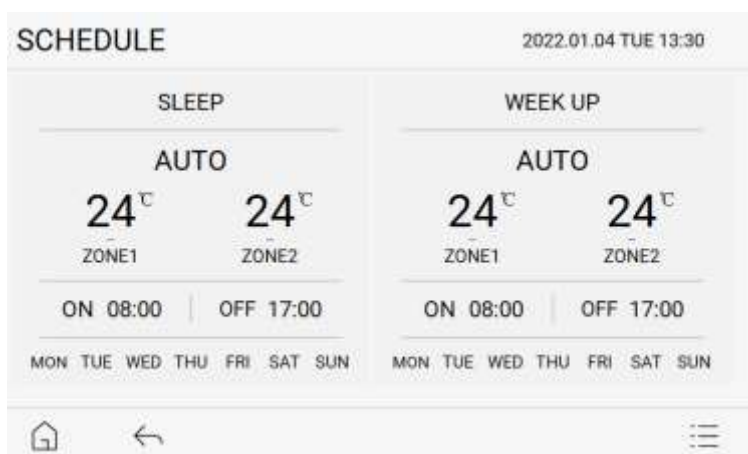 SCHEDULE
2022.01.04 TUE 13:30
SLEEP
AUTO
24℃ 24℃
ZONE1 ZONE2
ON 08:00 OFF 17:00
MON TUE WED THU FRI SAT SUN
WEEK UP
AUTO
24℃ 24℃
ZONE1 ZONE2
ON 08:00 OFF 17:00
MON TUE WED THU FRI SAT SUN